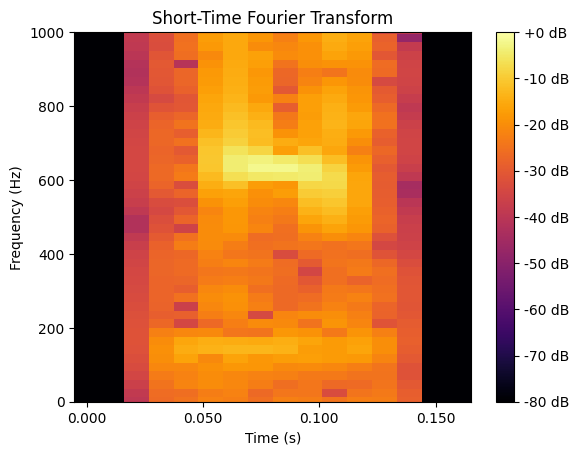 Short-Time Fourier Transform
1000
800
600
400
200
0
Frequency (Hz)
0.000
0.050
0.100
0.150
Time (s)
+0 dB
-10 dB
-20 dB
-30 dB
-40 dB
-50 dB
-60 dB
-70 dB
-80 dB